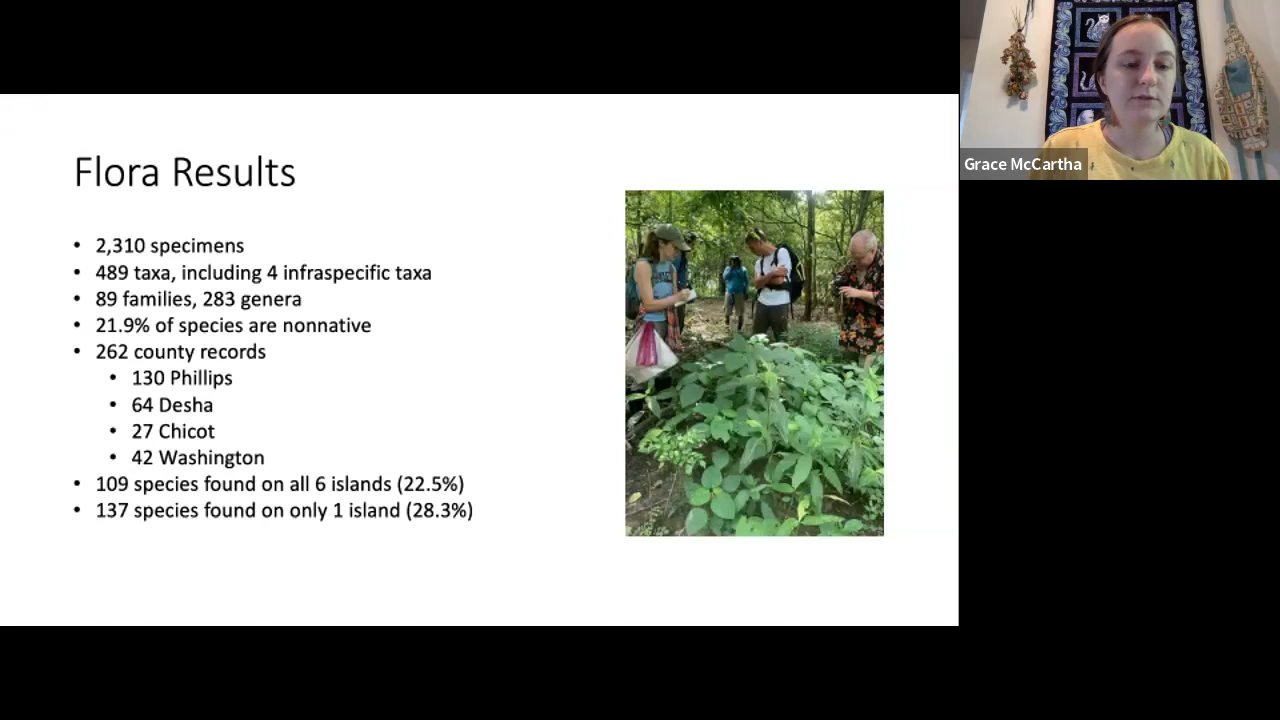 Grace McCartha
Flora Results
• 2,310 specimens
• 489 taxa, including 4 infraspecific taxa
• 89 families, 283 genera
• 21.9% of species are nonnative
• 262 county records
• 130 Phillips
• 64 Desha
• 27 Chicot
• 42 Washington
• 109 species found on all 6 islands (22.5%)
• 137 species found on only 1 island (28.3%)